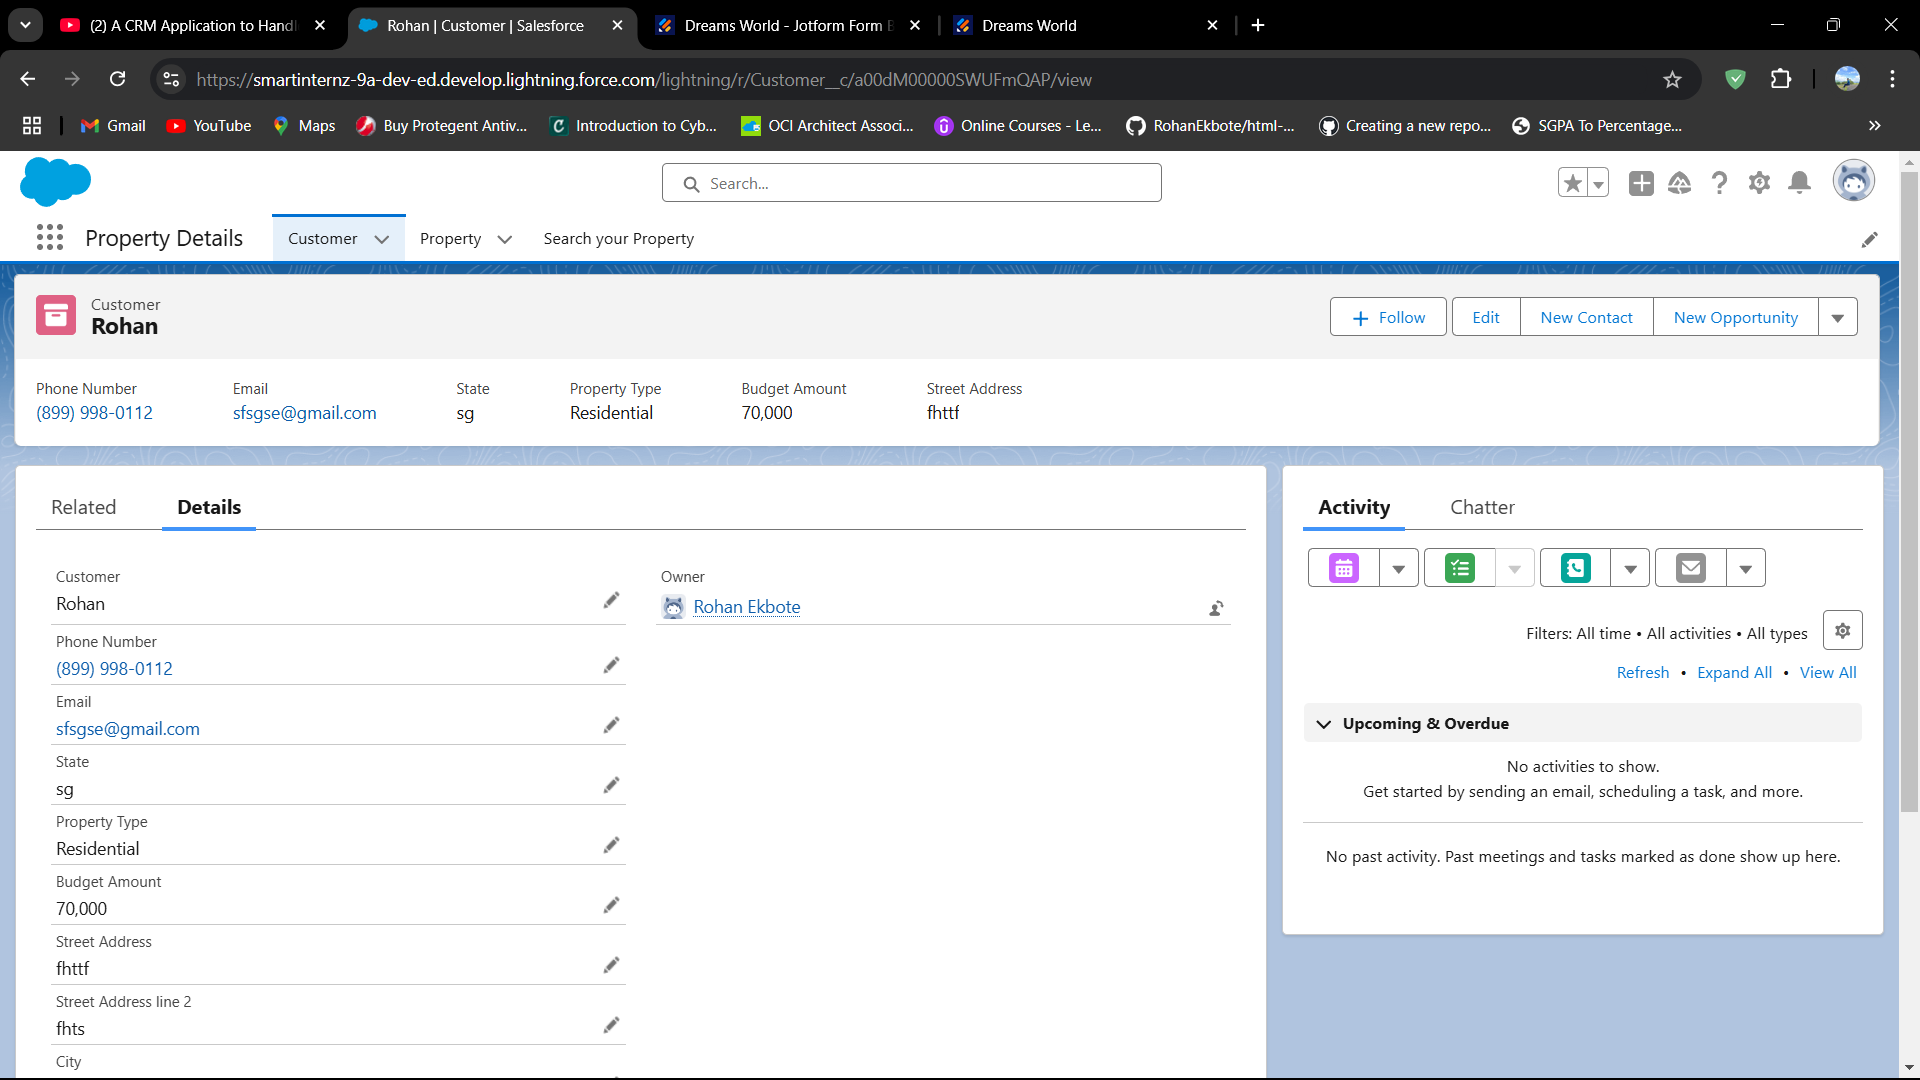 (2) A CRM Application to Handl
Rohan | Customer | Salesforce
Dreams World - Jotform Form B
Dreams World
https://smartinternz-9a-dev-ed.develop.lightning.force.com/lightning/r/Customer__c/a00dM00000SWUFmQAP/view
Gmail
YouTube
Maps
Buy Protegent Antiv...
Introduction to Cyb...
OCI Architect Associ...
Online Courses - Le...
RohanEkbote/html-...
Creating a new repo...
SGPA To Percentage...
Search...
Property Details
Customer
Property
Search your Property
Customer
Rohan
Follow
Edit
New Contact
New Opportunity
Phone Number
(899) 998-0112
Email
sfsgse@gmail.com
State
sg
Property Type
Residential
Budget Amount
70,000
Street Address
fhttf
Related
Details
Customer
Rohan
Phone Number
(899) 998-0112
Email
sfsgse@gmail.com
State
sg
Property Type
Residential
Budget Amount
70,000
Street Address
fhttf
Street Address line 2
fhts
City
Owner
Rohan Ekbote
Activity
Chatter
Filters: All time • All activities • All types
Refresh • Expand All • View All
Upcoming & Overdue
No activities to show.
Get started by sending an email, scheduling a task, and more.
No past activity. Past meetings and tasks marked as done show up here.